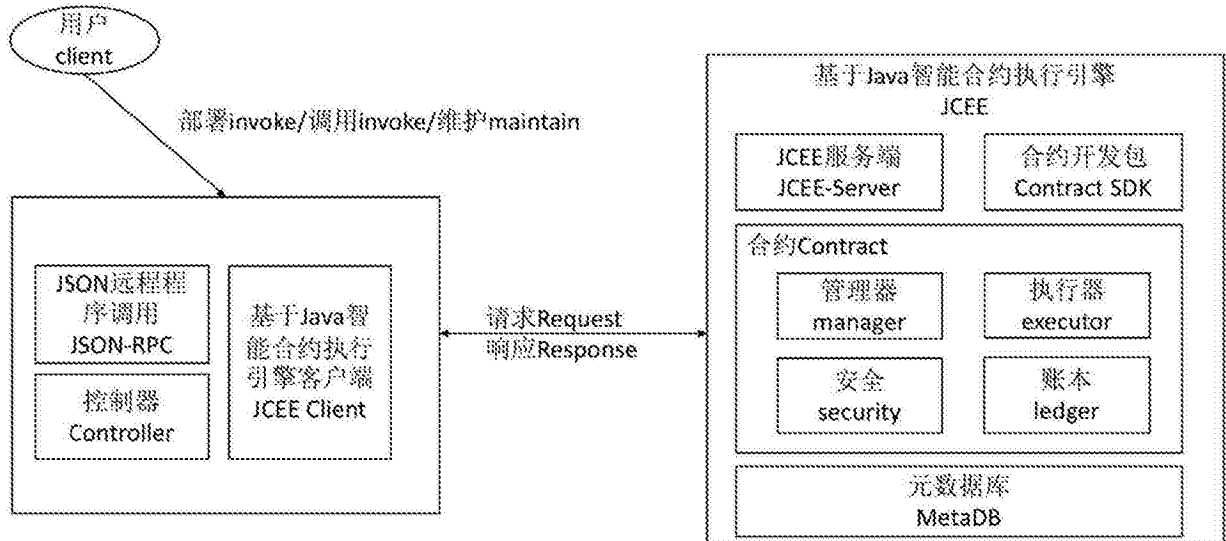 用户
client
部署invoke/调用invoke/维护maintain
JSON远程程
序调用
JSON-RPC
控制器
Controller
基于Java智
能合约执行
引擎客户端
JCEE Client
请求Request
响应Response
基于Java智能合约执行引擎
JCEE
JCEE服务端
JCEE-Server
合约开发包
Contract SDK
合约Contract
管理器
manager
执行器
executor
安全
security
账本
ledger
元数据库
MetaDB